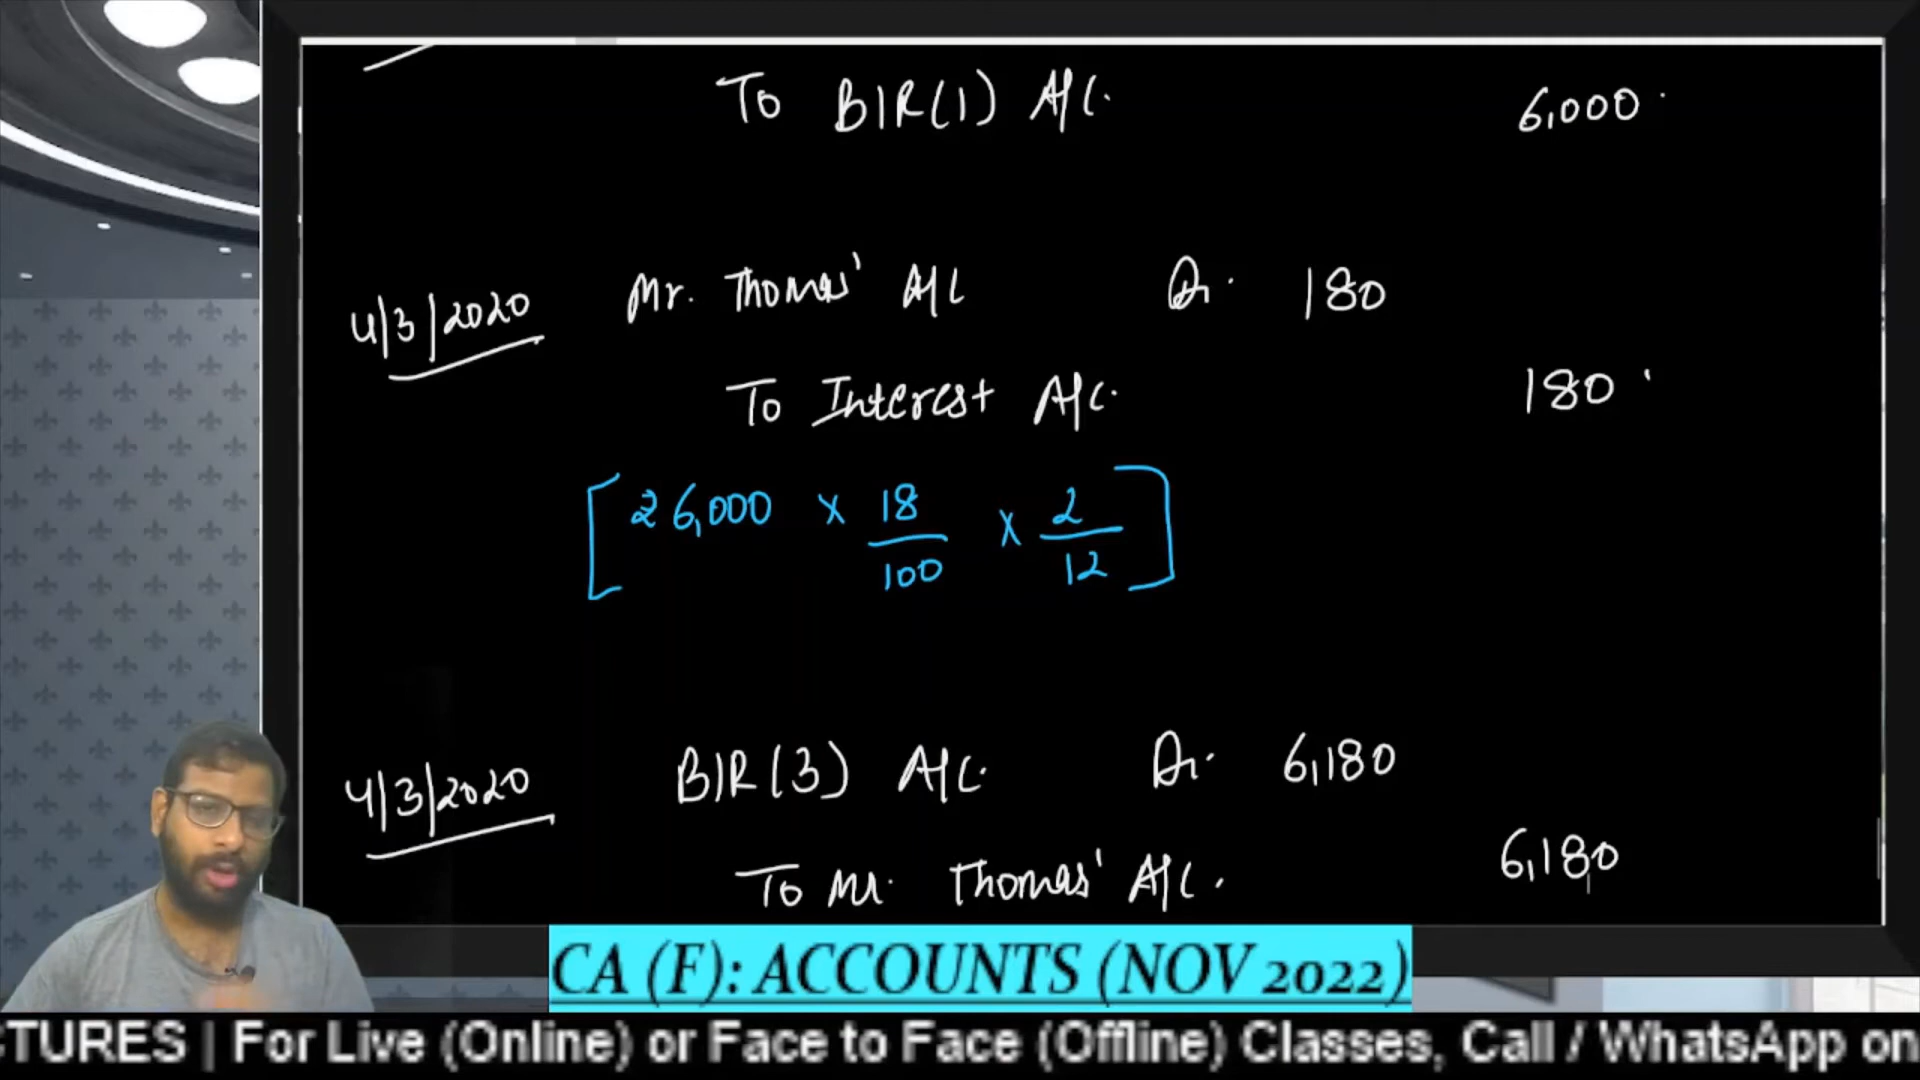 To B/R(1) A/c. 6,000
4/3/2020 Mr. Thomas' A/c Dr. 180
To Interest A/c. 180
[₹6,000 x 18/100 x 2/12]
4/3/2020 B/R(3) A/c. Dr. 6,180
To Mr. Thomas' A/c. 6,180
CA (F): ACCOUNTS (NOV 2022)
CTURES | For Live (Online) or Face to Face (Offline) Classes, Call / WhatsApp on